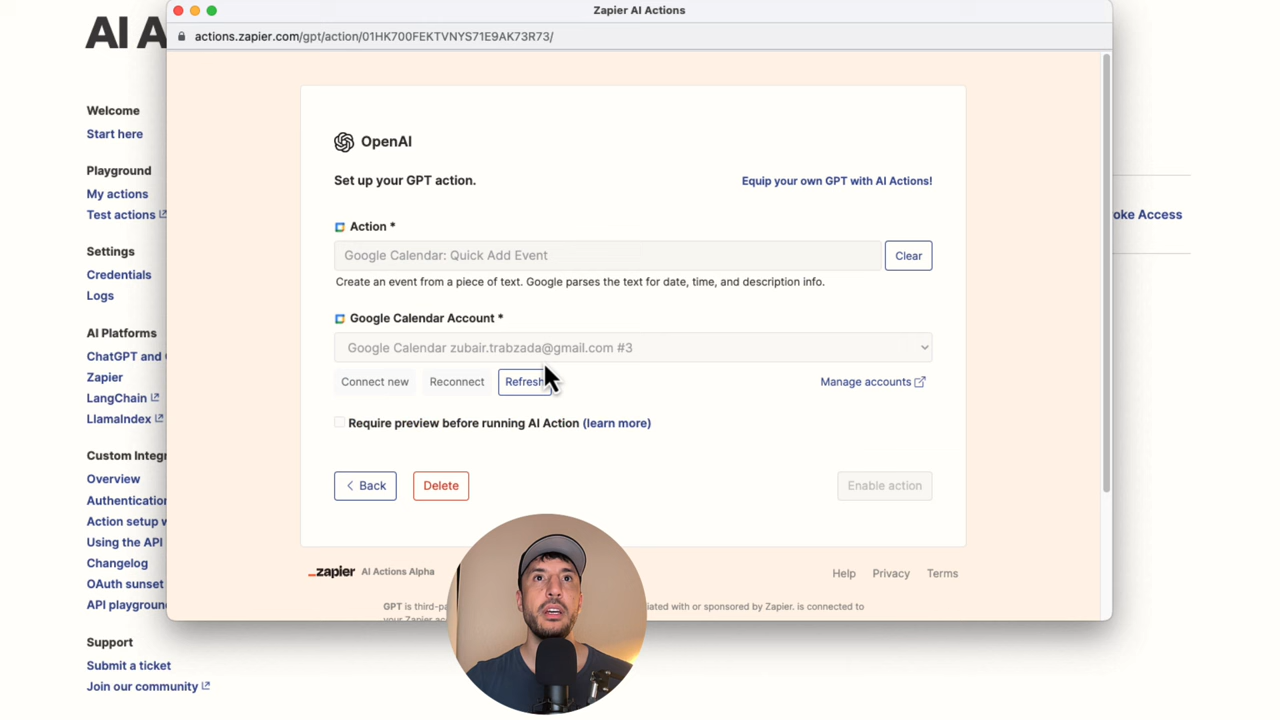 Zapier AI Actions
actions.zapier.com/gpt/action/01HK700FEKTVNYS71E9AK73R73/
AI A
Welcome
Start here
Playground
My actions
Test actions
Settings
Credentials
Logs
AI Platforms
ChatGPT and
Zapier
LangChain
LlamaIndex
Custom Integr
Overview
Authentication
Action setup w
Using the API
Changelog
OAuth sunset
API playground
Support
Submit a ticket
Join our community
OpenAI
Set up your GPT action.
Equip your own GPT with AI Actions!
Action *
Google Calendar: Quick Add Event
Clear
Create an event from a piece of text. Google parses the text for date, time, and description info.
Google Calendar Account *
Google Calendar zubair.trabzada@gmail.com #3
Connect new
Reconnect
Refresh
Manage accounts
Require preview before running AI Action (learn more)
Back
Delete
Enable action
zapier AI Actions Alpha
Help
Privacy
Terms
GPT is third-pa
iated with or sponsored by Zapier. is connected to
your Zapier ac
oke Access